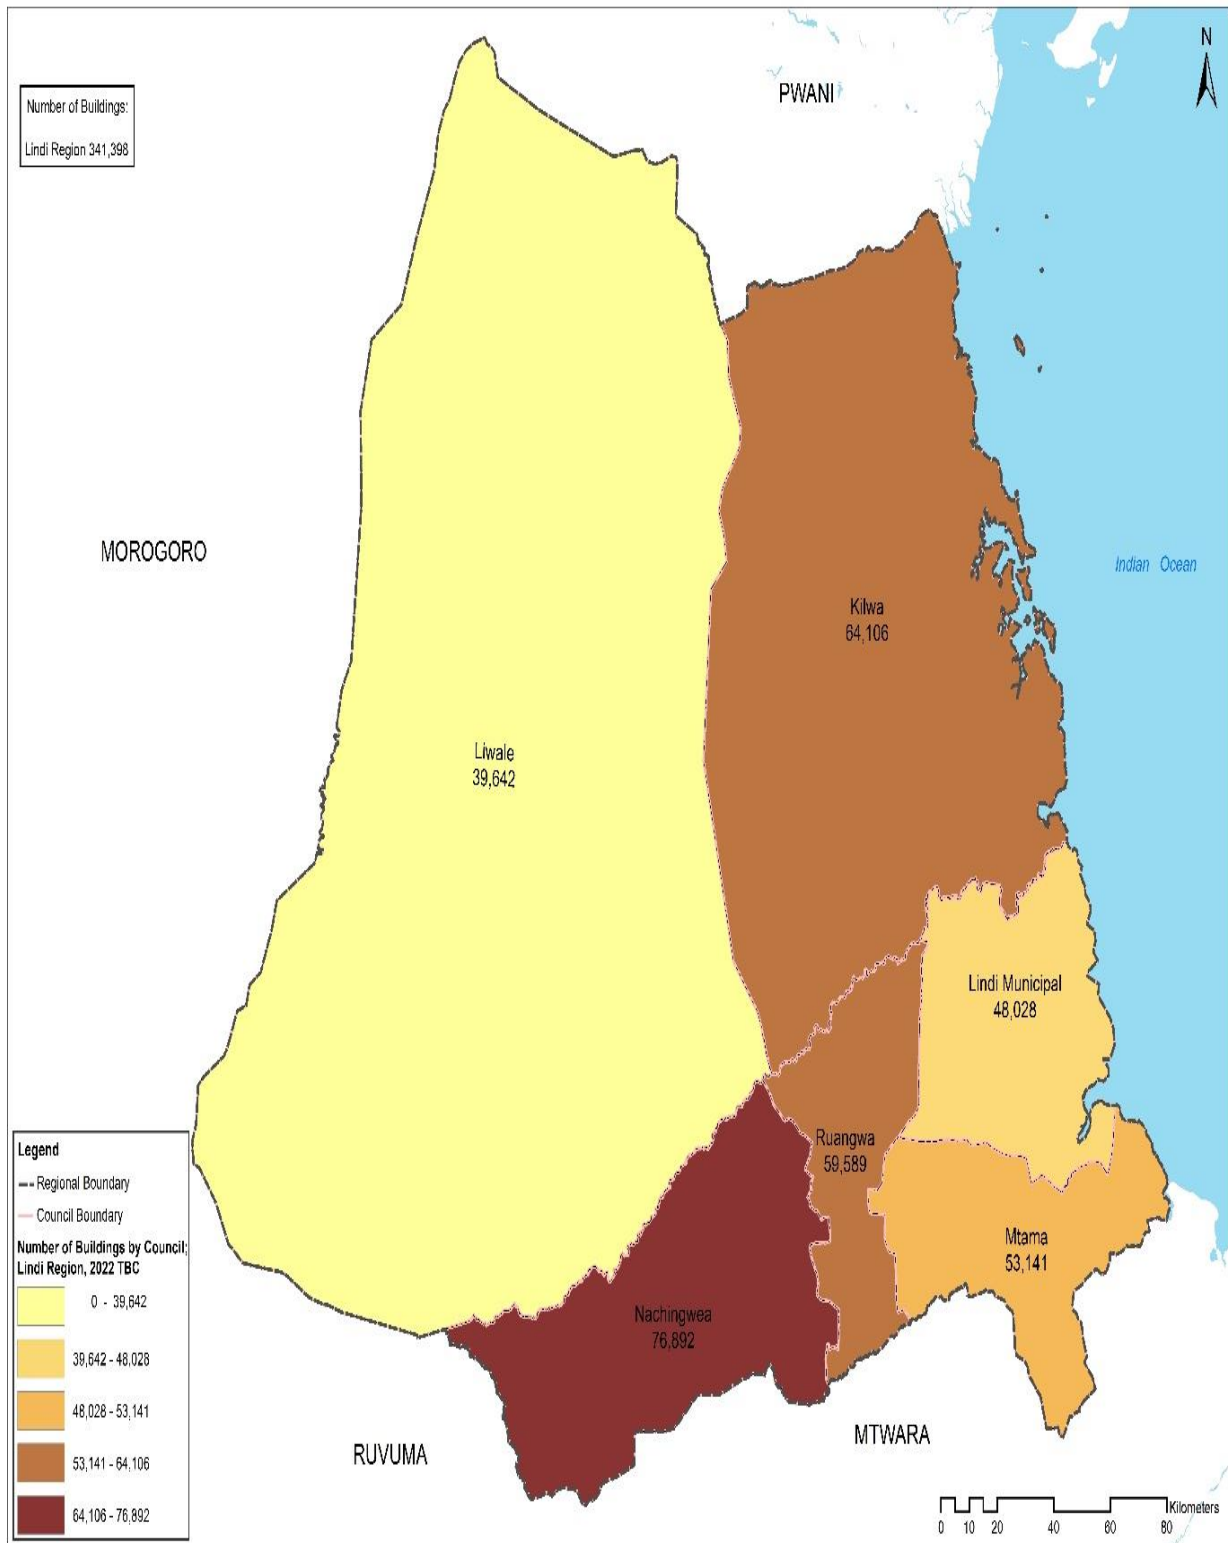 Number of Buildings:
Lindi Region 341,398
PWANI
N
MOROGORO
Indian Ocean
Kilwa
64,106
Liwale
39,642
Lindi Municipal
48,028
Ruangwa
59,589
Mtama
53,141
Nachingwea
76,892
RUVUMA
MTWARA
Legend
Regional Boundary
Council Boundary
Number of Buildings by Council;
Lindi Region, 2022 TBC
0 - 39,642
39,642 - 48,028
48,028 - 53,141
53,141 - 64,106
64,106 - 76,892
Kilometers
0 10 20 40 60 80